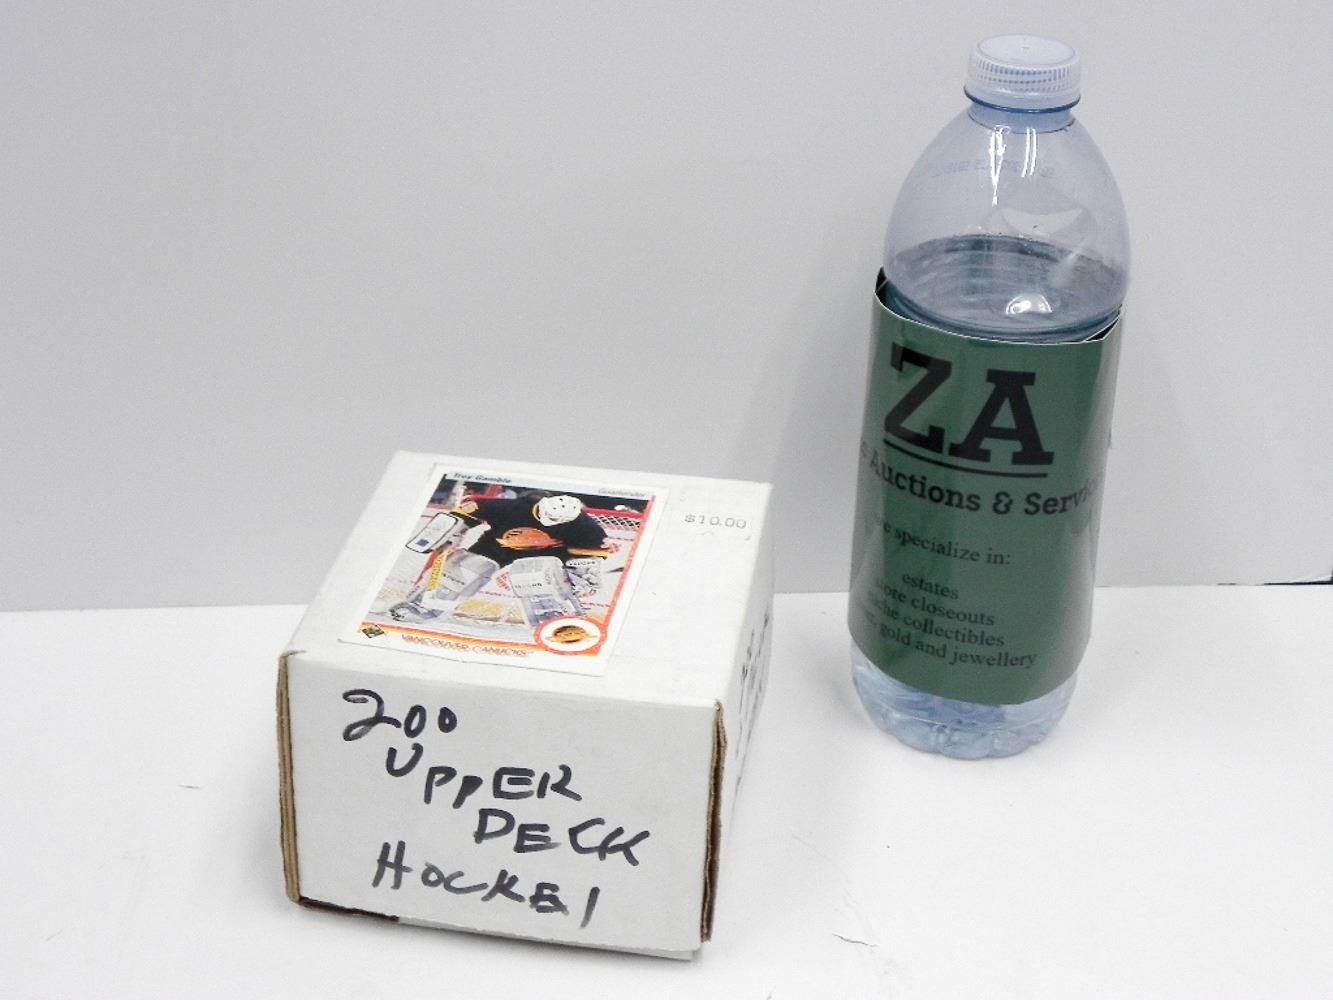 Troy Gamble
Goaltender
VANCOUVER CANUCKS
$10.00
200
UPPER
DECK
HOCKEY
ZA
Auctions & Servic
specialize in:
estates
store closeouts
niche collectibles
gold and jewellery